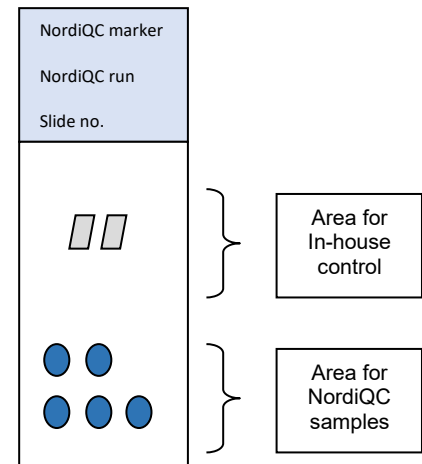 NordiQC marker
NordiQC run
Slide no.
Area for
In-house
control
Area for
NordiQC
samples